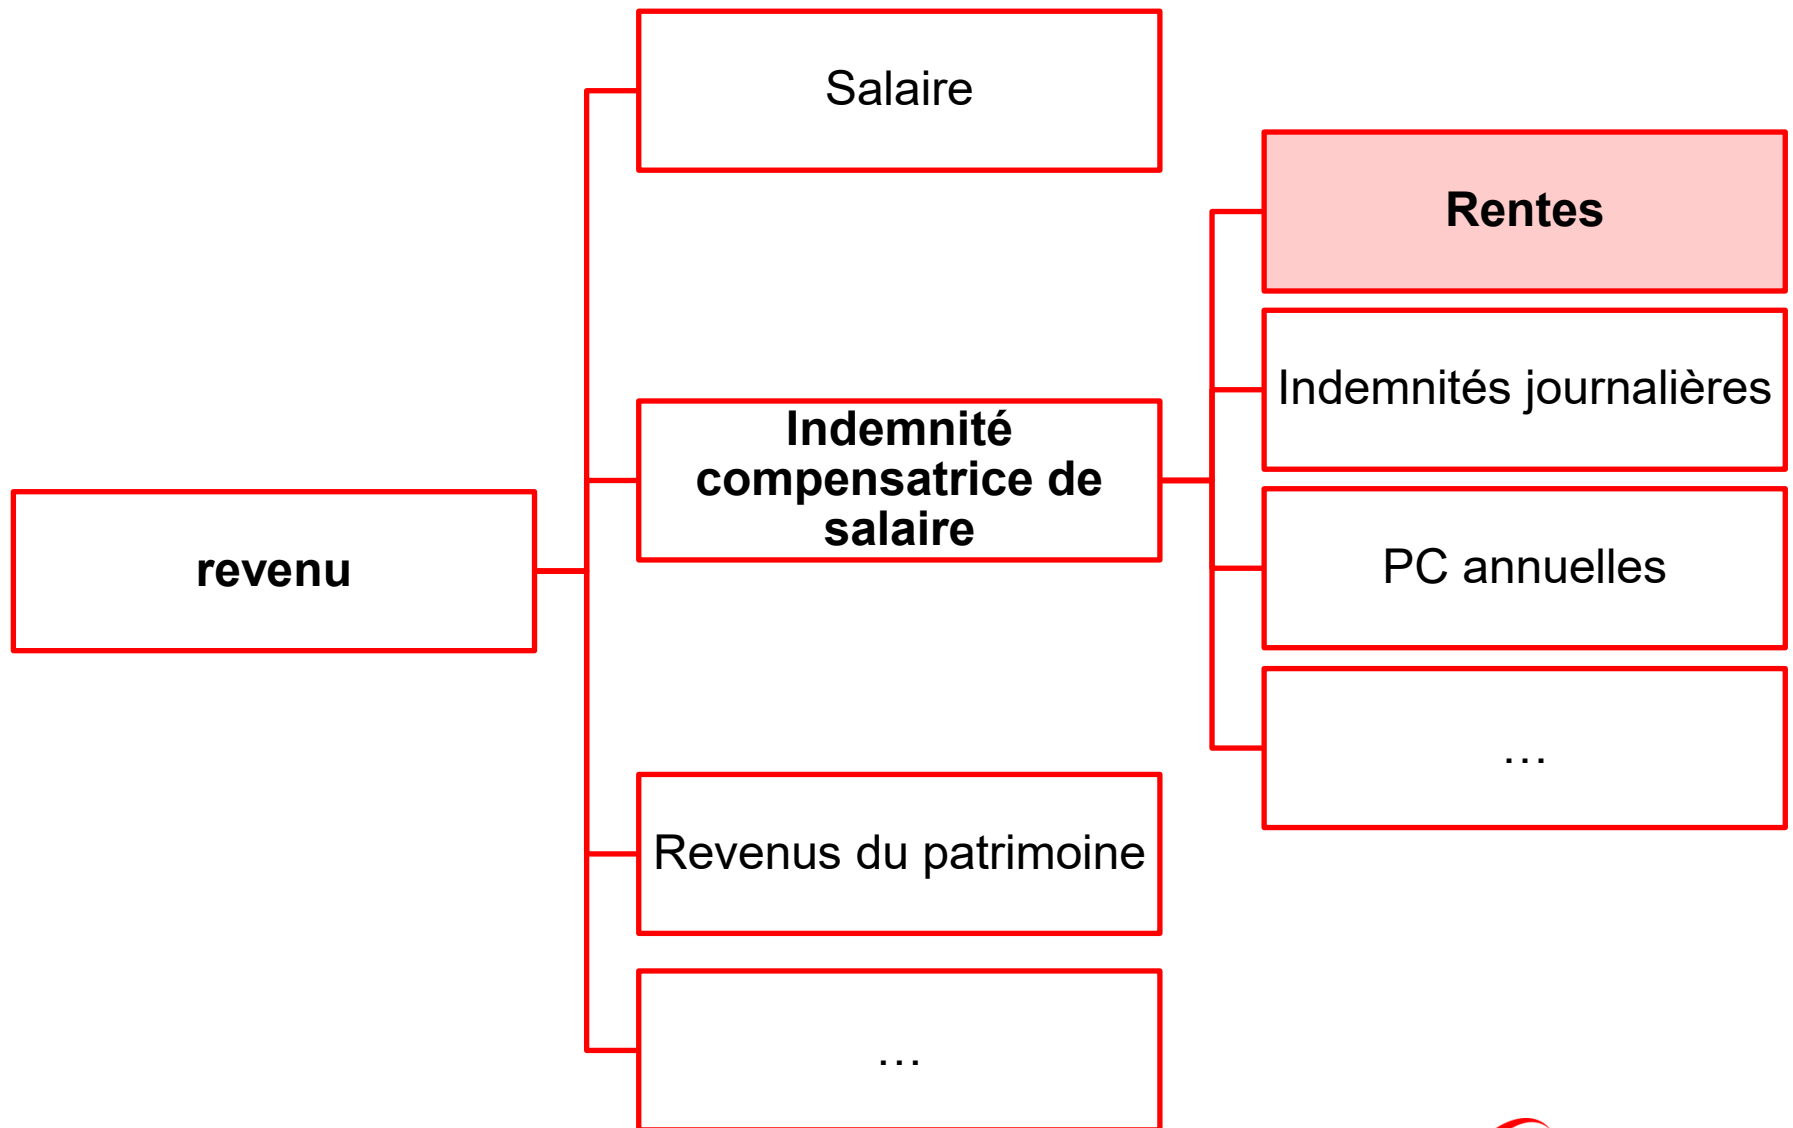 Salaire
Rentes
Indemnités journalières
Indemnité
compensatrice de
salaire
revenu
PC annuelles
…
Revenus du patrimoine
…